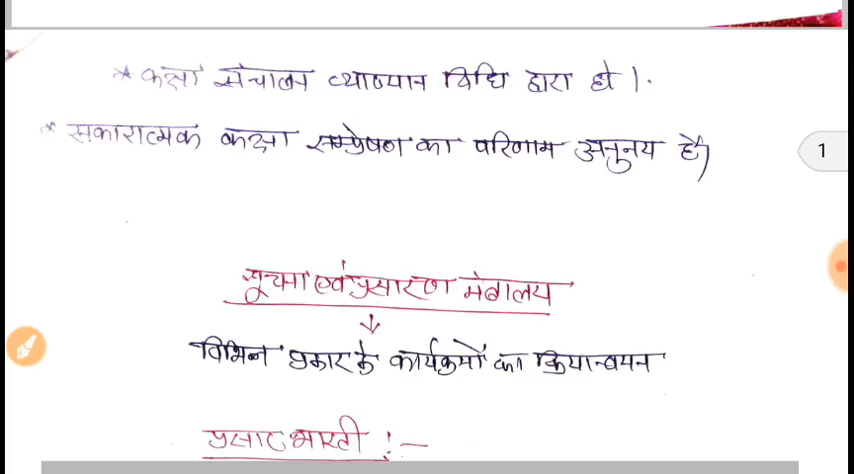 * कक्षा संचालन व्याख्यान विधि द्वारा हो।
* सकारात्मक कक्षा सम्प्रेषण का परिणाम अनुनय है।
1
सूचना एवं प्रसारण मंत्रालय
↓
विभिन्न प्रकार के कार्यक्रमों का क्रियान्वयन
प्रसार भारती :-